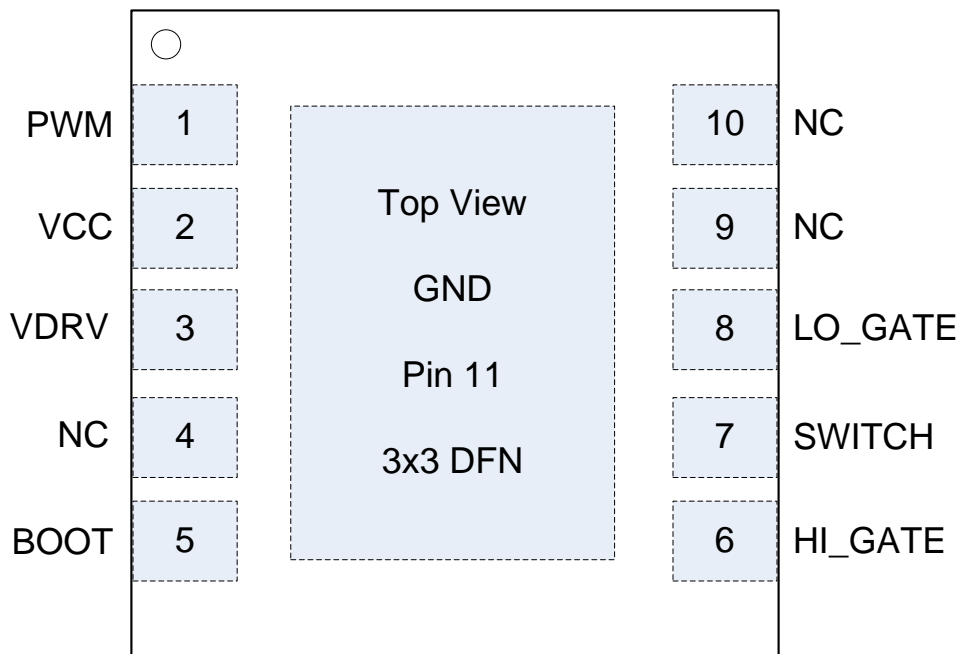 PWM 1 10 NC
VCC 2 Top View 9 NC
GND
VDRV 3 8 LO_GATE
Pin 11
NC 4 7 SWITCH
3x3 DFN
BOOT 5 6 HI_GATE